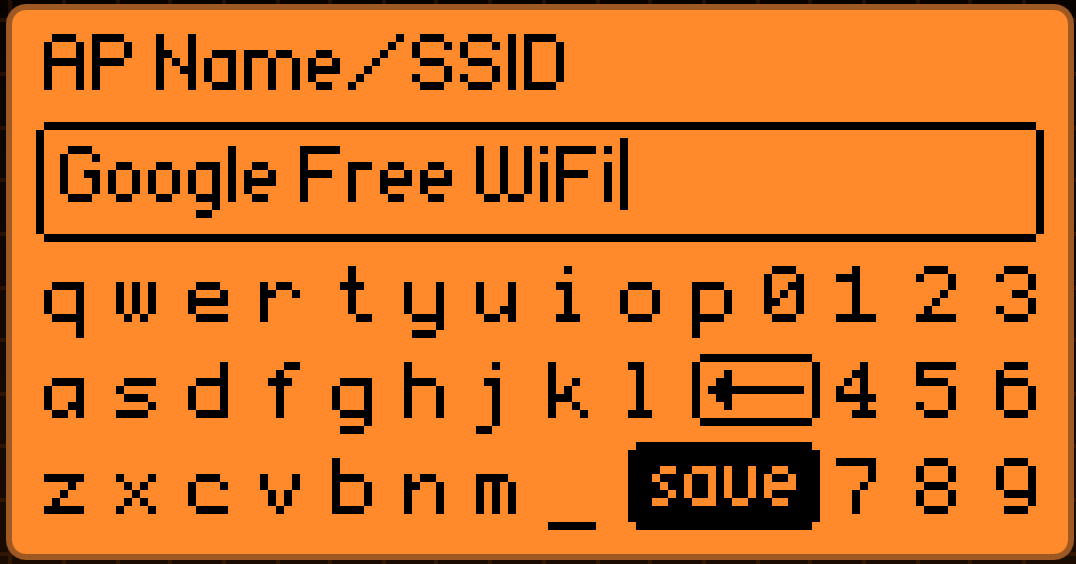 AP Name/SSID
Google Free WiFi
q w e r t y u i o p 0 1 2 3
a s d f g h j k l 4 5 6
z x c v b n m _ save 7 8 9